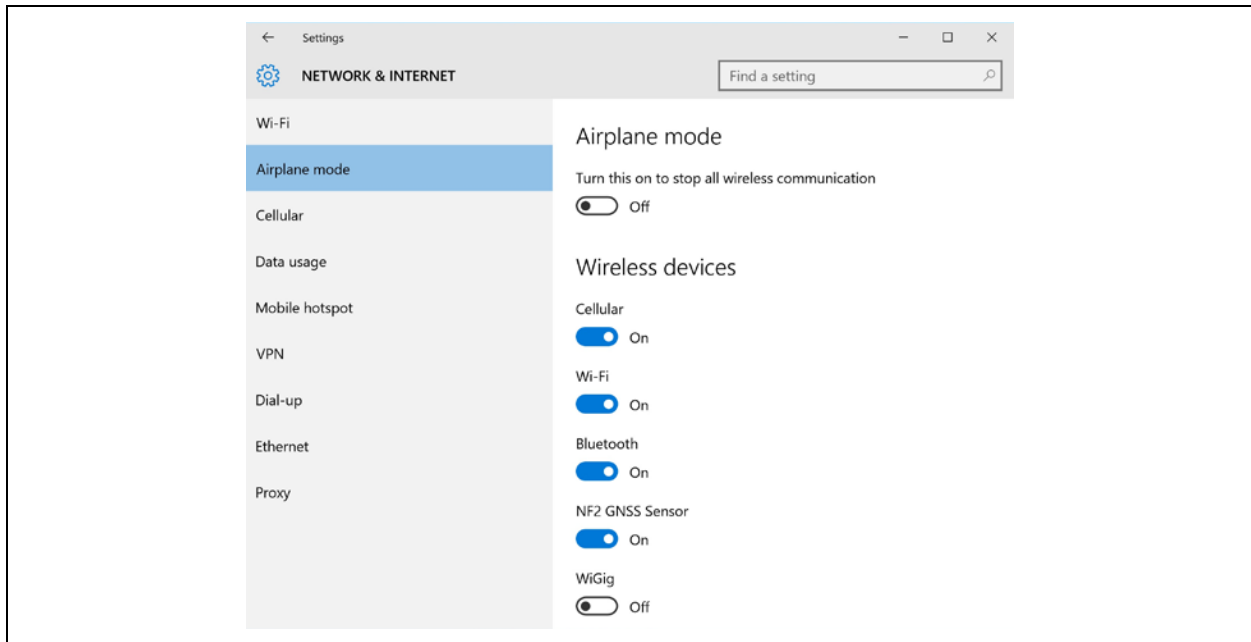 Settings
NETWORK & INTERNET
Find a setting
Wi-Fi
Airplane mode
Cellular
Data usage
Mobile hotspot
VPN
Dial-up
Ethernet
Proxy
Airplane mode
Turn this on to stop all wireless communication
Off
Wireless devices
Cellular
On
Wi-Fi
On
Bluetooth
On
NF2 GNSS Sensor
On
WiGig
Off